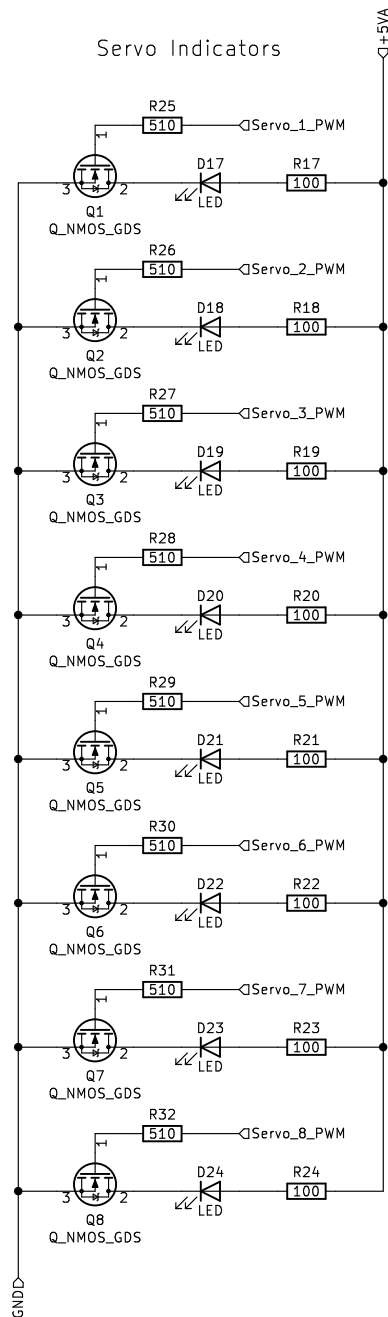 +5VA
Servo Indicators
R25
510
Servo_1_PWM
1
D17
R17
3
2
100
Q1
LED
Q_NMOS_GDS
R26
510
Servo_2_PWM
1
D18
R18
3
2
100
Q2
LED
Q_NMOS_GDS
R27
510
Servo_3_PWM
1
D19
R19
3
2
100
Q3
LED
Q_NMOS_GDS
R28
510
Servo_4_PWM
1
D20
R20
3
2
100
Q4
LED
Q_NMOS_GDS
R29
510
Servo_5_PWM
1
D21
R21
3
2
100
Q5
LED
Q_NMOS_GDS
R30
510
Servo_6_PWM
1
D22
R22
3
2
100
Q6
LED
Q_NMOS_GDS
R31
510
Servo_7_PWM
1
D23
R23
3
2
100
Q7
LED
Q_NMOS_GDS
R32
510
Servo_8_PWM
1
D24
R24
3
2
100
Q8
LED
Q_NMOS_GDS
GND